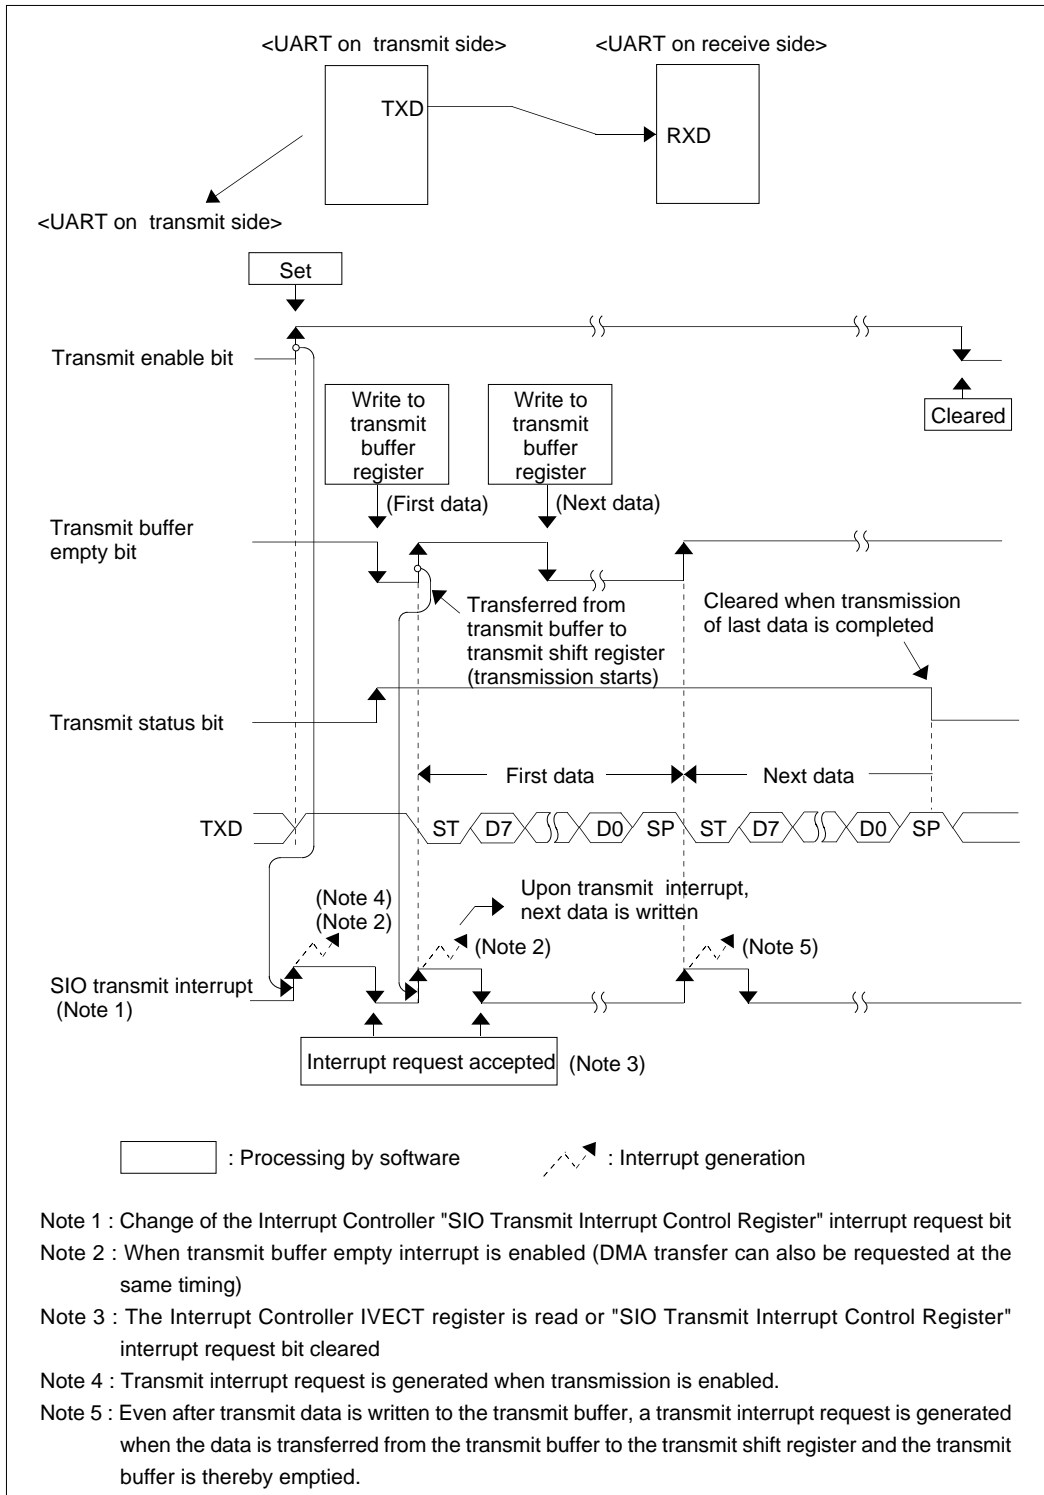 <UART on transmit side>
<UART on receive side>
TXD
RXD
<UART on transmit side>
Set
Transmit enable bit
Write to
transmit
buffer
register
Write to
transmit
buffer
register
Cleared
(First data)
(Next data)
Transmit buffer
empty bit
Transferred from
transmit buffer to
transmit shift register
(transmission starts)
Cleared when transmission
of last data is completed
Transmit status bit
First data
Next data
TXD
ST D7 D0 SP ST D7 D0 SP
(Note 4)
(Note 2)
Upon transmit interrupt,
next data is written
(Note 2)
(Note 5)
SIO transmit interrupt
(Note 1)
Interrupt request accepted
(Note 3)
: Processing by software
: Interrupt generation
Note 1 : Change of the Interrupt Controller "SIO Transmit Interrupt Control Register" interrupt request bit
Note 2 : When transmit buffer empty interrupt is enabled (DMA transfer can also be requested at the
same timing)
Note 3 : The Interrupt Controller IVECT register is read or "SIO Transmit Interrupt Control Register"
interrupt request bit cleared
Note 4 : Transmit interrupt request is generated when transmission is enabled.
Note 5 : Even after transmit data is written to the transmit buffer, a transmit interrupt request is generated
when the data is transferred from the transmit buffer to the transmit shift register and the transmit
buffer is thereby emptied.